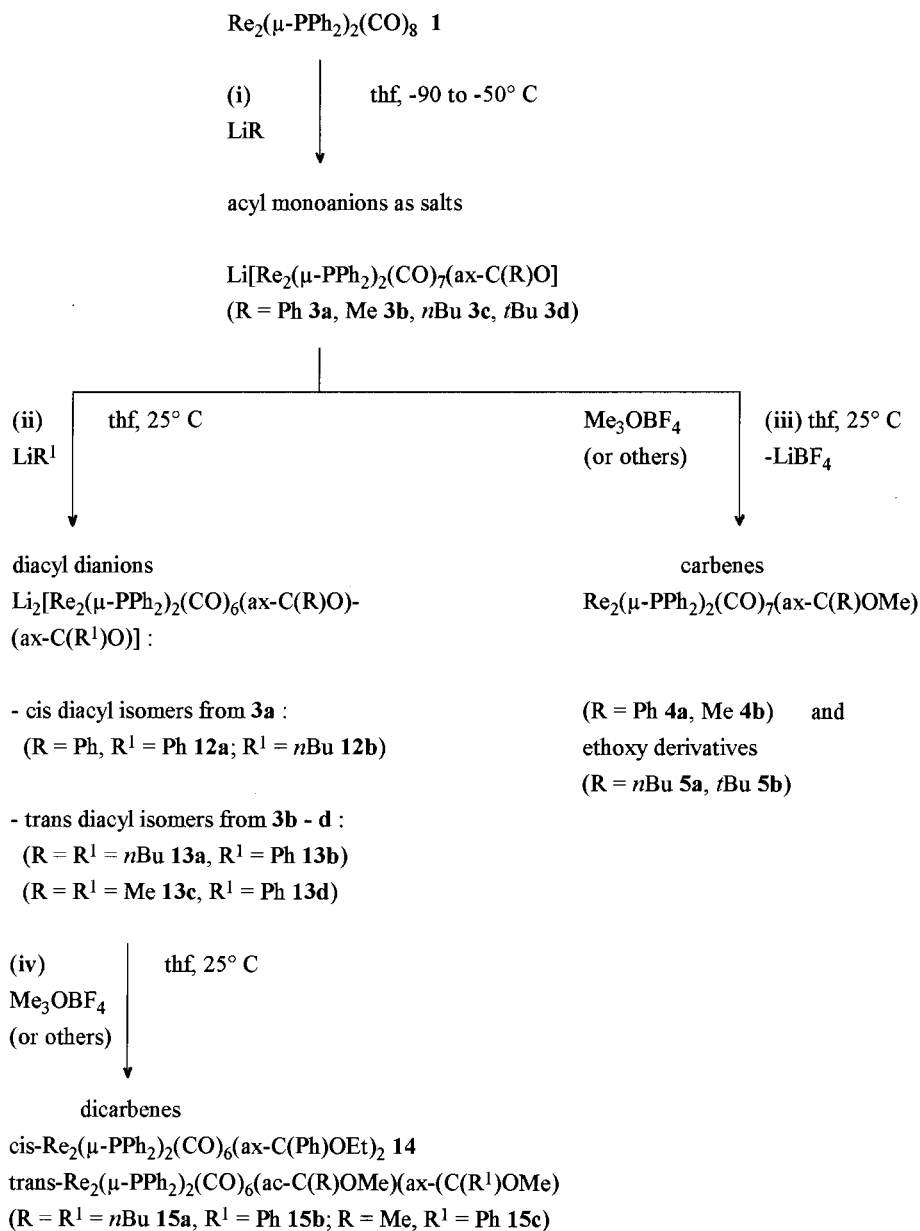 Re₂(μ-PPh₂)₂(CO)₈ 1
(i) thf, -90 to -50° C
LiR
acyl monoanions as salts
Li[Re₂(μ-PPh₂)₂(CO)₇(ax-C(R)O]
(R = Ph 3a, Me 3b, nBu 3c, tBu 3d)
(ii) thf, 25° C
LiR¹
Me₃OBF₄ (iii) thf, 25° C
(or others) -LiBF₄
diacyl dianions
Li₂[Re₂(μ-PPh₂)₂(CO)₆(ax-C(R)O)-
(ax-C(R¹)O)] :
- cis diacyl isomers from 3a :
(R = Ph, R¹ = Ph 12a; R¹ = nBu 12b)
- trans diacyl isomers from 3b - d :
(R = R¹ = nBu 13a, R¹ = Ph 13b)
(R = R¹ = Me 13c, R¹ = Ph 13d)
carbenes
Re₂(μ-PPh₂)₂(CO)₇(ax-C(R)OMe)
(R = Ph 4a, Me 4b) and
ethoxy derivatives
(R = nBu 5a, tBu 5b)
(iv) thf, 25° C
Me₃OBF₄
(or others)
dicarbenes
cis-Re₂(μ-PPh₂)₂(CO)₆(ax-C(Ph)OEt)₂ 14
trans-Re₂(μ-PPh₂)₂(CO)₆(ac-C(R)OMe)(ax-(C(R¹)OMe)
(R = R¹ = nBu 15a, R¹ = Ph 15b; R = Me, R¹ = Ph 15c)